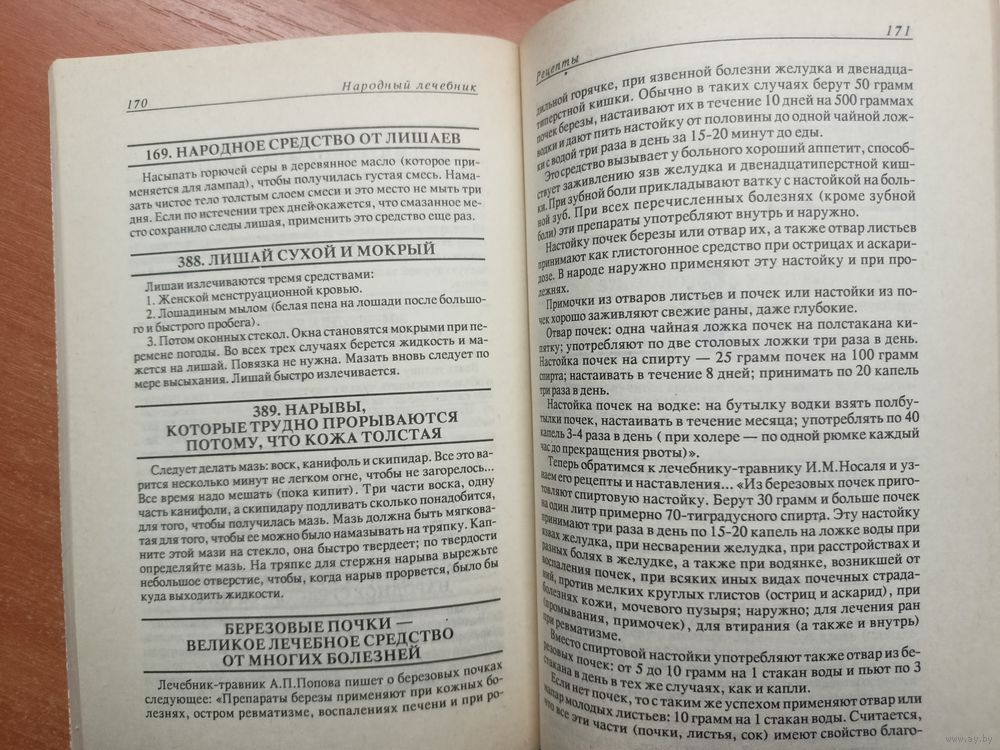 170
Народный лечебник
169. НАРОДНОЕ СРЕДСТВО ОТ ЛИШАЕВ
Насыпать горючей серы в деревянное масло (которое при-
меняется для лампад), чтобы получилась густая смесь. Нама-
зать чистое тело толстым слоем смеси и это место не мыть три
дня. Если по истечении трех дней окажется, что смазанное ме-
сто сохранило следы лишая, применить это средство еще раз.
388. ЛИШАЙ СУХОЙ И МОКРЫЙ
Лишаи излечиваются тремя средствами:
1. Женской менструационной кровью.
2. Лошадиным мылом (белая пена на лошади после большо-
го и быстрого пробега).
3. Потом оконных стекол. Окна становятся мокрыми при пе-
ремене погоды. Во всех трех случаях берется жидкость и ма-
жется на лишай. Повязка не нужна. Мазать вновь следует по
мере высыхания. Лишай быстро излечивается.
389. НАРЫВЫ,
КОТОРЫЕ ТРУДНО ПРОРЫВАЮТСЯ
ПОТОМУ, ЧТО КОЖА ТОЛСТАЯ
Следует делать мазь: воск, канифоль и скипидар. Все это ва-
рится несколько минут не легком огне, чтобы не загорелось...
Все время надо мешать (пока кипит). Три части воска, одну
часть канифоли, а скипидару подливать сколько понадобится,
для того, чтобы получилась мазь. Мазь должна быть мягкова-
тая для того, чтобы ее можно было намазывать на тряпку. Кап-
ните этой мази на стекло, она быстро твердеет; по твердости
определяйте мазь. На тряпке для стержня нарыва вырежьте
небольшое отверстие, чтобы, когда нарыв прорвется, было бы
куда выходить жидкости.
БЕРЕЗОВЫЕ ПОЧКИ —
ВЕЛИКОЕ ЛЕЧЕБНОЕ СРЕДСТВО
ОТ МНОГИХ БОЛЕЗНЕЙ
Лечебник-травник А.П.Попова пишет о березовых почках
следующее: «Препараты березы применяют при кожных бо-
лезнях, остром ревматизме, воспалениях печени и при ро-
Рецепты
171
дильной горячке, при язвенной болезни желудка и двенадца-
типерстной кишки. Обычно в таких случаях берут 50 грамм
почек березы, настаивают их в течение 10 дней на 500 граммах
водки и дают пить настойку от половины до одной чайной лож-
ки с водой три раза в день за 15-20 минут до еды.
Это средство вызывает у больного хороший аппетит, способ-
ствует заживлению язв желудка и двенадцатиперстной киш-
ки. При зубной боли прикладывают ватку с настойкой на боль-
ной зуб. При всех перечисленных болезнях (кроме зубной
боли) эти препараты употребляют внутрь и наружно.
Настойку почек березы или отвар их, а также отвар листьев
принимают как глистогонное средство при острицах и аскари-
дозе. В народе наружно применяют эту настойку и при про-
лежнях.
Примочки из отваров листьев и почек или настойки из по-
чек хорошо заживляют свежие раны, даже глубокие.
Отвар почек: одна чайная ложка почек на полстакана ки-
пятку; употребляют по две столовых ложки три раза в день.
Настойка почек на спирту — 25 грамм почек на 100 грамм
спирта; настаивать в течение 8 дней; принимать по 20 капель
три раза в день.
Настойка почек на водке: на бутылку водки взять полбу-
тылки почек, настаивать в течение месяца; употреблять по 40
капель 3-4 раза в день ( при холере — по одной рюмке каждый
час до прекращения рвоты)».
Теперь обратимся к лечебнику-травнику И.М.Носаля и уз-
наем его рецепты и наставления... «Из березовых почек приго-
товляют спиртовую настойку. Берут 30 грамм и больше почек
на один литр примерно 70-тиградусного спирта. Эту настойку
принимают три раза в день по 15-20 капель на ложке воды при
язвах желудка, при несварении желудка, при расстройствах и
разных болях в желудке, а также при водянке, возникшей от
воспаления почек, при всяких иных видах почечных страда-
ний, против мелких круглых глистов (остриц и аскарид), при
болезнях кожи, мочевого пузыря; наружно; для лечения ран
(промывания, примочек), для втирания (а также и внутрь)
при ревматизме.
Вместо спиртовой настойки употребляют также отвар из бе-
резовых почек: от 5 до 10 грамм на 1 стакан воды и пьют по 3
стакана в день в тех же случаях, как и капли.
Если нет почек, то с таким же успехом применяют отвар или
напар молодых листьев: 10 грамм на 1 стакан воды. Считается,
что все эти части (почки, листья, сок) имеют свойство благо-
www.ay.by